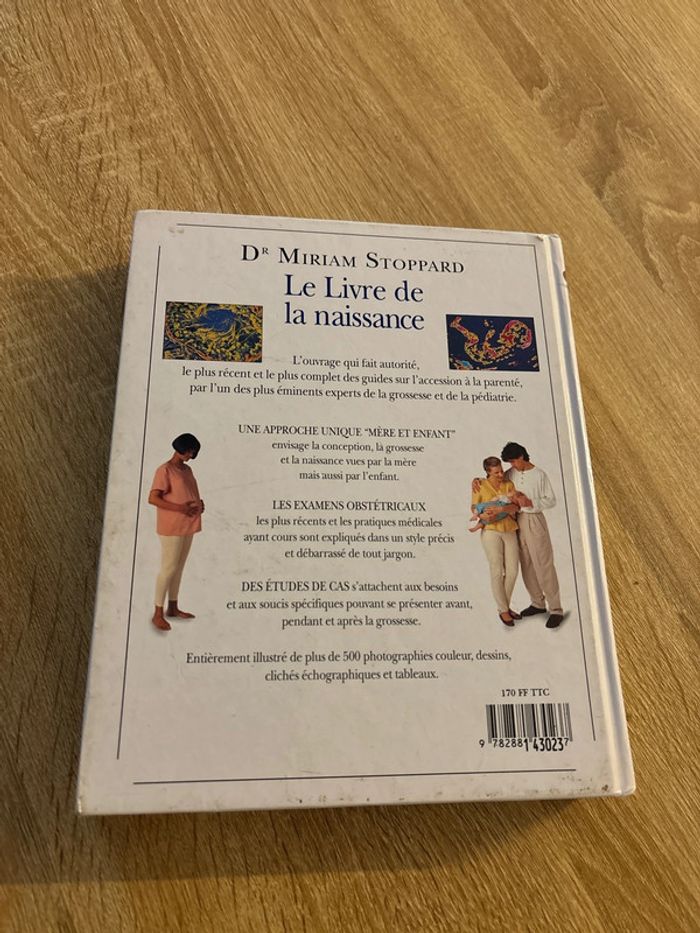 Dr MIRIAM STOPPARD
Le Livre de
la naissance
L'ouvrage qui fait autorité,
le plus récent et le plus complet des guides sur l'accession à la parenté,
par l'un des plus éminents experts de la grossesse et de la pédiatrie.
UNE APPROCHE UNIQUE "MÈRE ET ENFANT"
envisage la conception, la grossesse
et la naissance vues par la mère
mais aussi par l'enfant.
LES EXAMENS OBSTÉTRICAUX
les plus récents et les pratiques médicales
ayant cours sont expliqués dans un style précis
et débarrassé de tout jargon.
DES ÉTUDES DE CAS s'attachent aux besoins
et aux soucis spécifiques pouvant se présenter avant,
pendant et après la grossesse.
Entièrement illustré de plus de 500 photographies couleur, dessins,
clichés échographiques et tableaux.
170 FF TTC
9 782881 430237